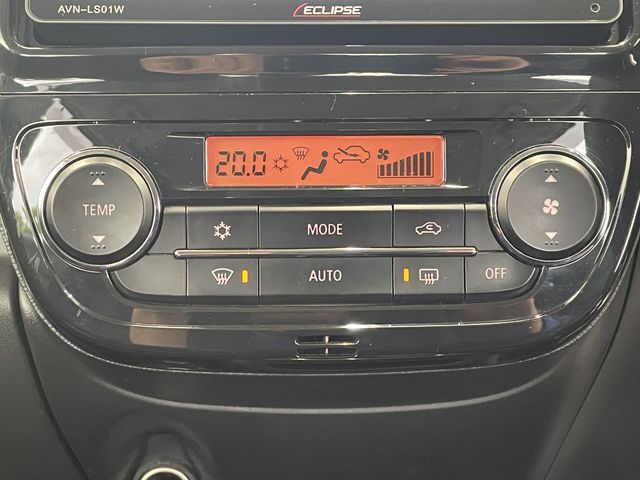 AVN-LS01W
ECLIPSE
20.0
TEMP
MODE
AUTO
OFF